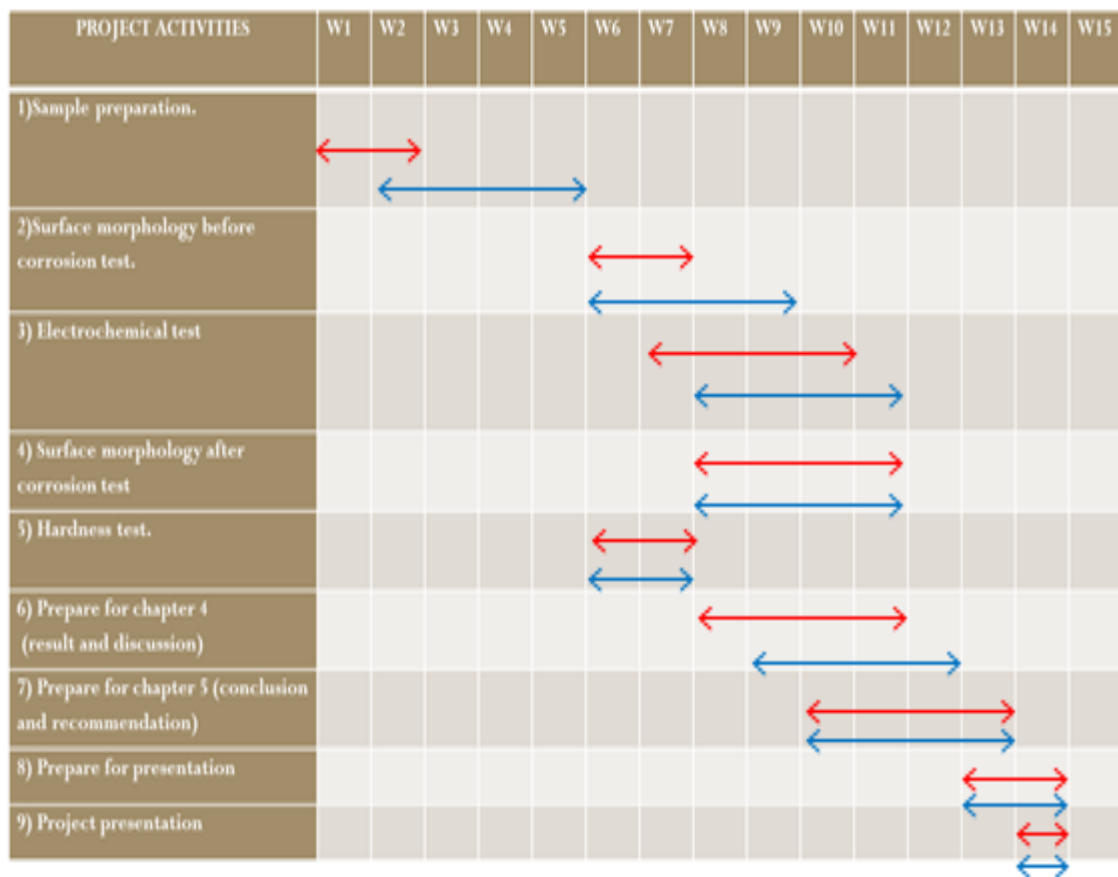 PROJECT ACTIVITIES W1 W2 W3 W4 W5 W6 W7 W8 W9 W10 W11 W12 W13 W14 W15
1)Sample preparation.
2)Surface morphology before
corrosion test.
3) Electrochemical test
4) Surface morphology after
corrosion test
5) Hardness test.
6) Prepare for chapter 4
(result and discussion)
7) Prepare for chapter 5 (conclusion
and recommendation)
8) Prepare for presentation
9) Project presentation